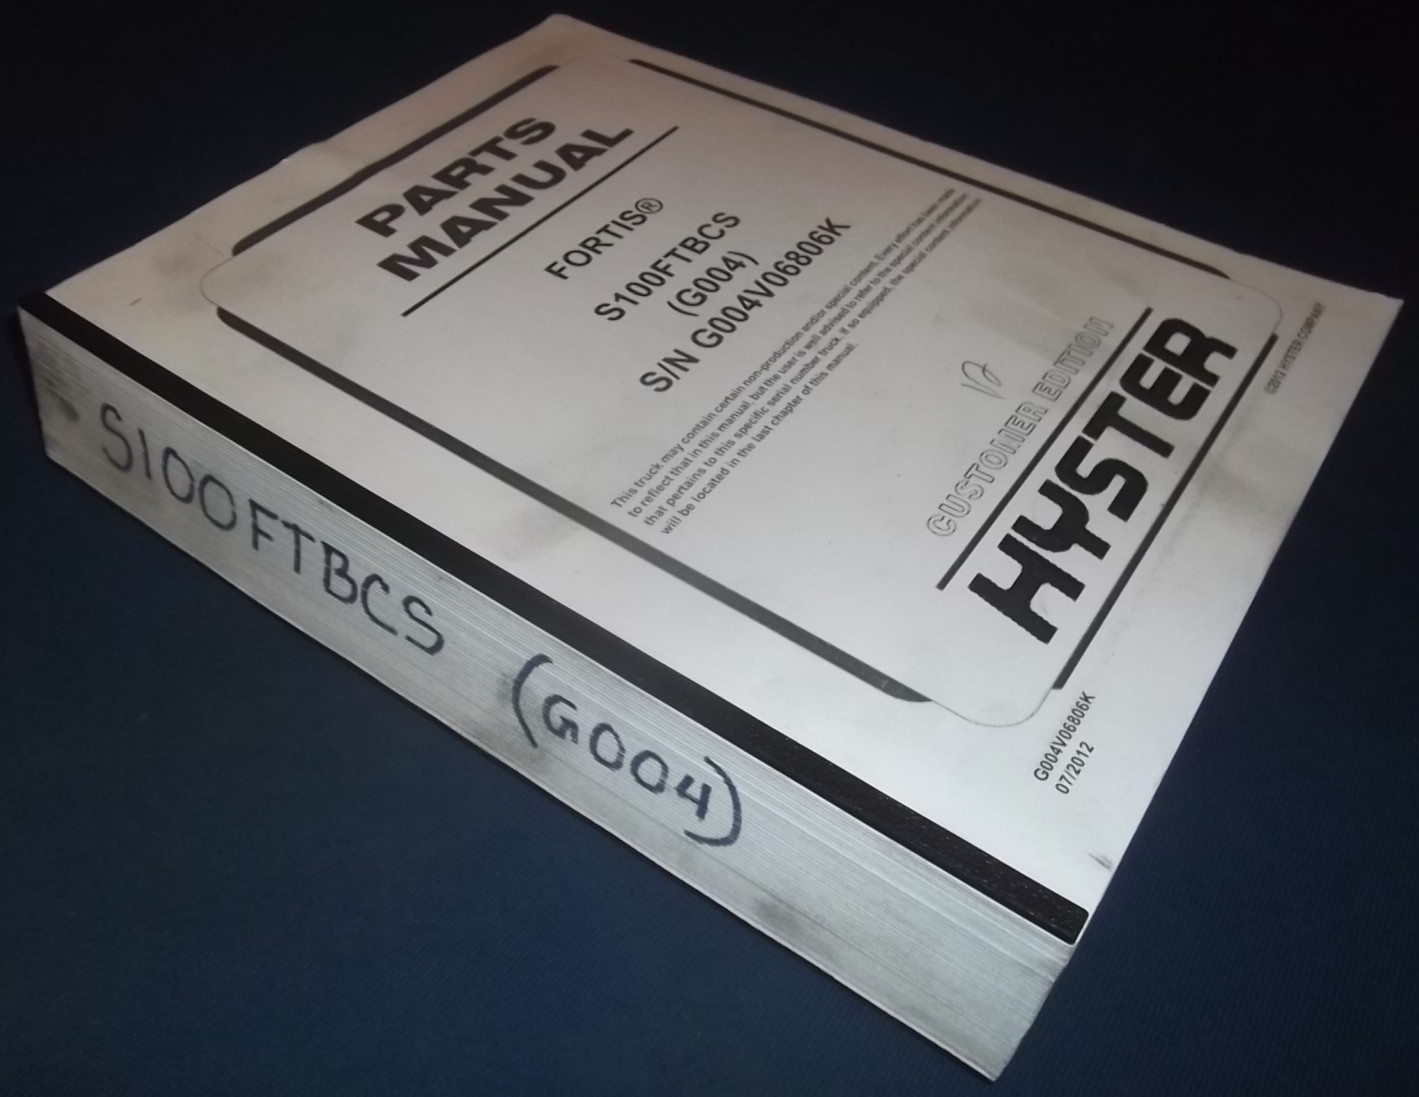 PARTS
MANUAL
FORTIS®
S100FTBCS
(G004)
S/N G004V06806K
This truck may contain certain non-production and/or special content. Every effort has been made
to reflect that in this manual, but the user is well advised to refer to the special content information
that pertains to this specific serial number truck. If so equipped, the special content information
will be located in the last chapter of this manual.
CUSTOMER EDITION
HYSTER
©2012 HYSTER COMPANY
G004V06806K
07/2012
S100FTBCS (G004)